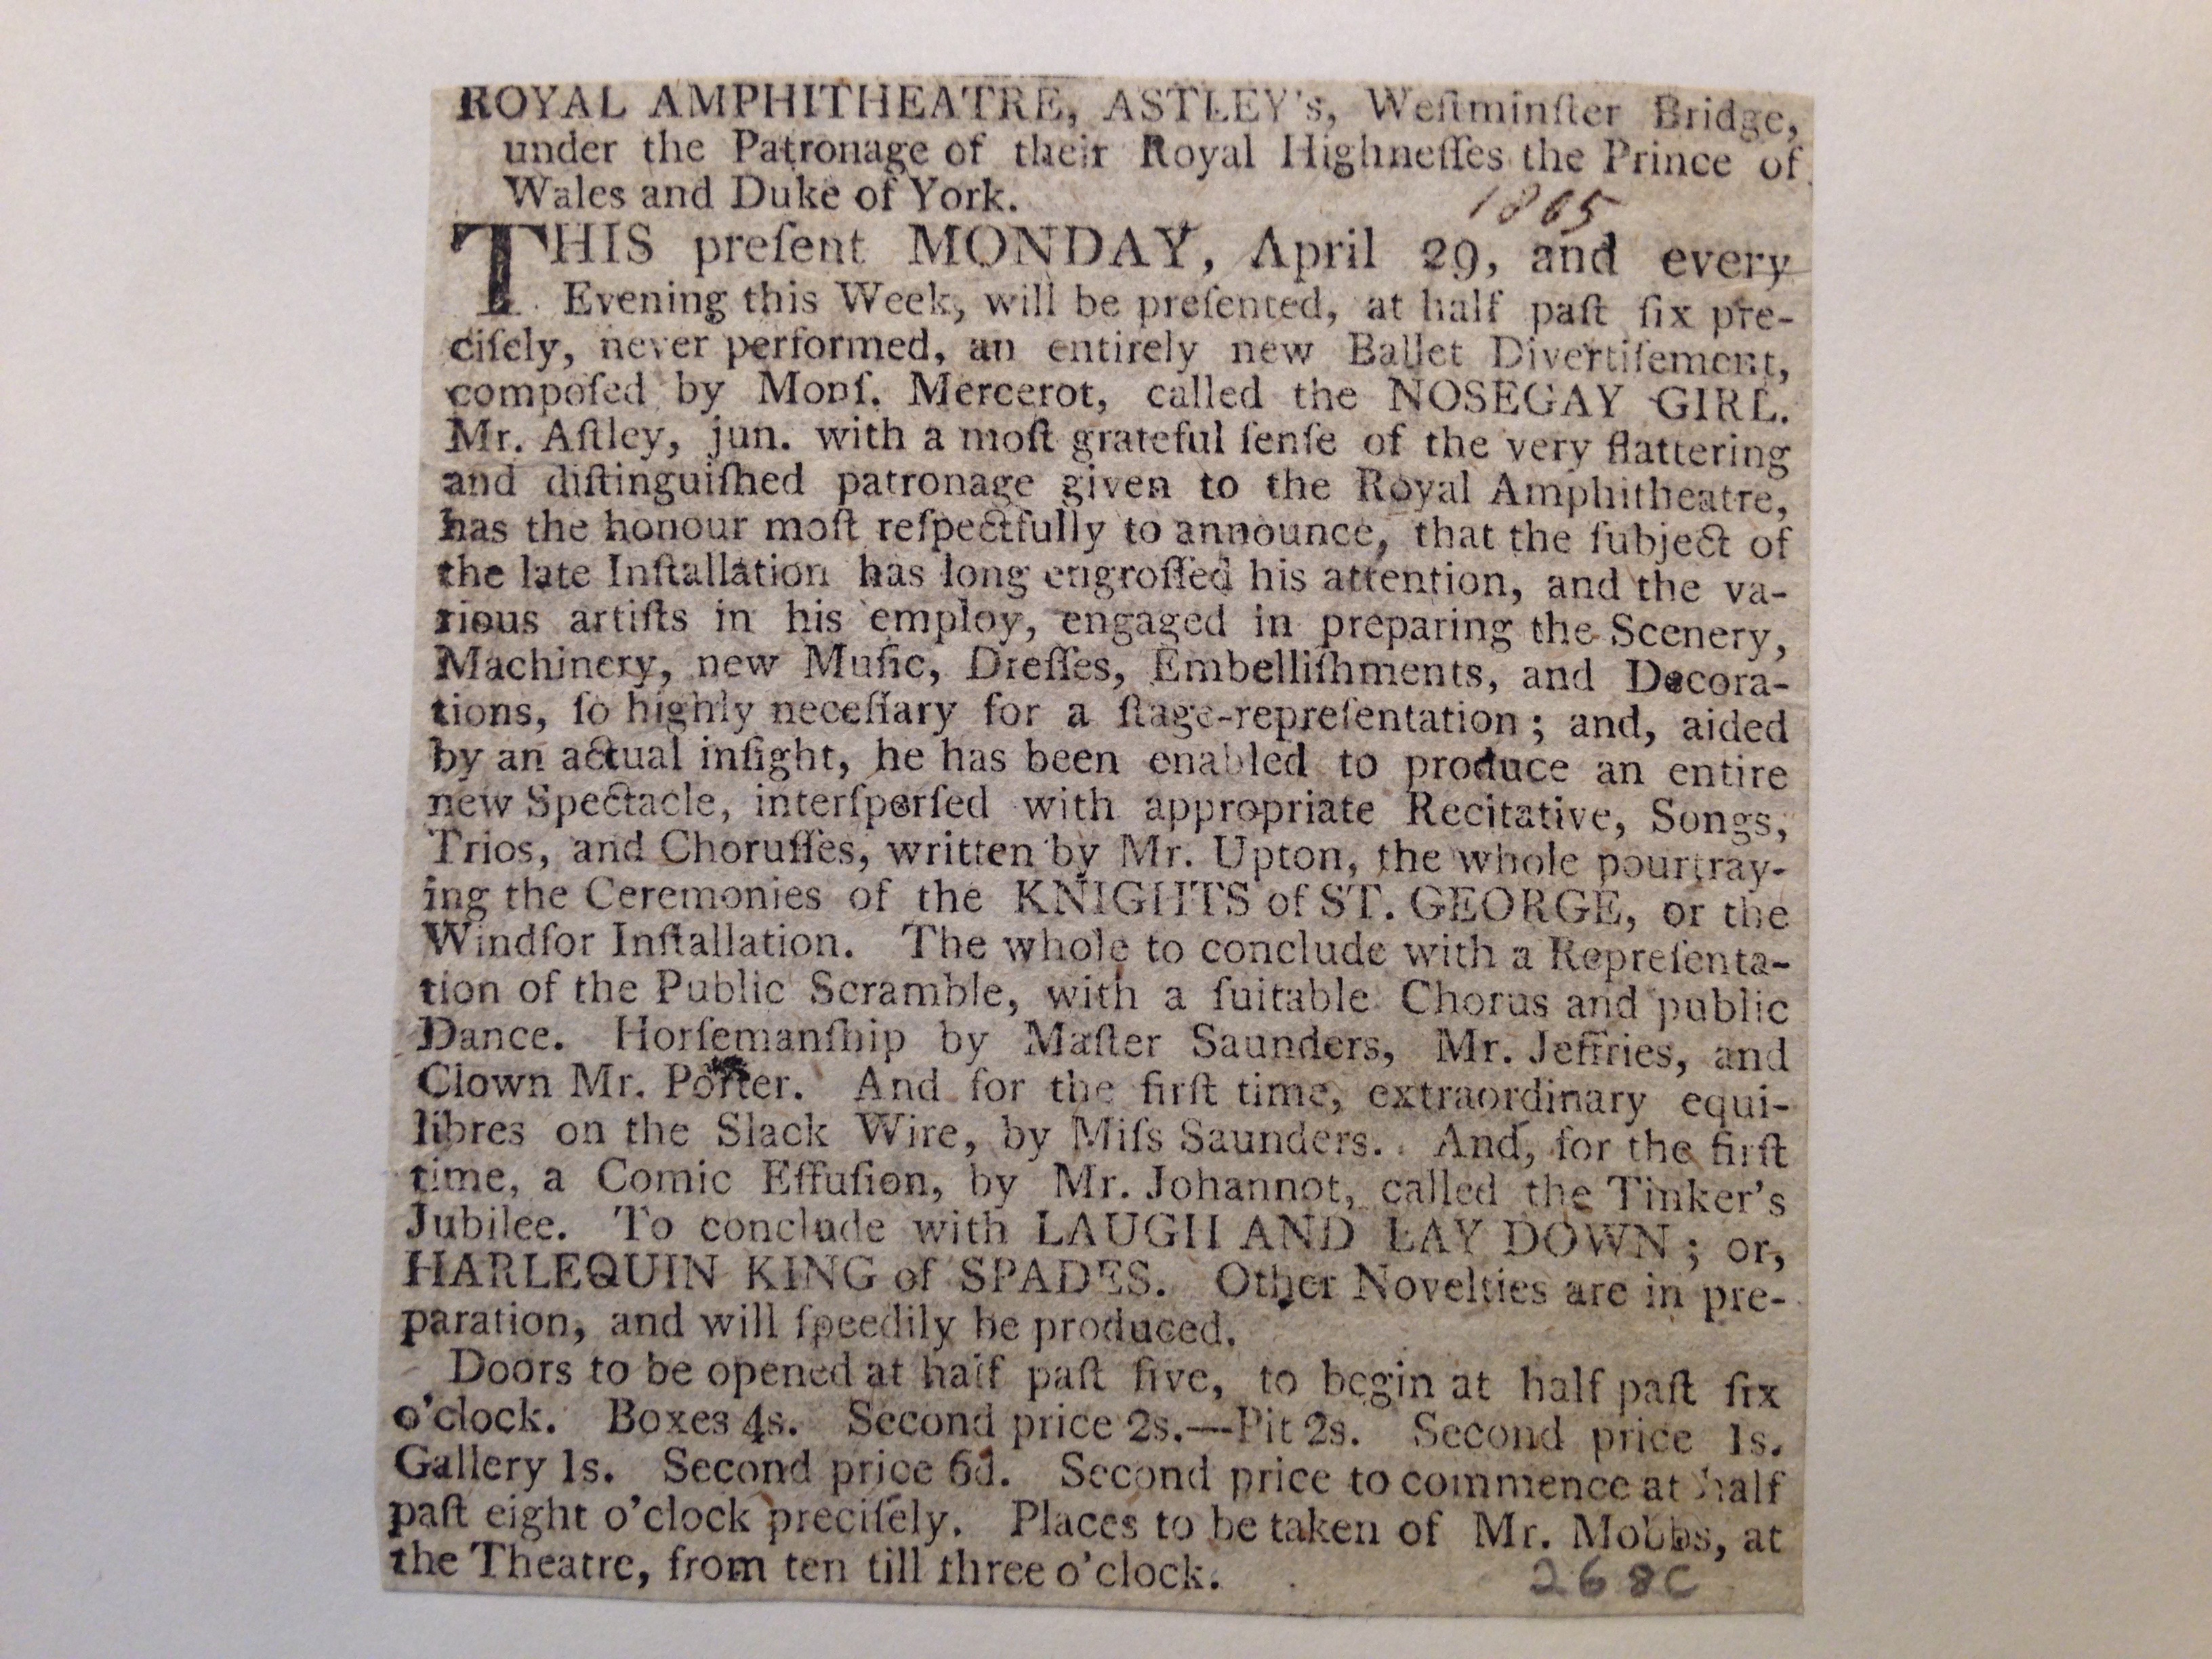 ROYAL AMPHITHEATRE, ASTLEY's, Weſtminſter Bridge,
under the Patronage of their Royal Highneſſes the Prince of
Wales and Duke of York.
1805
THIS preſent MONDAY, April 29, and every
Evening this Week, will be preſented, at half paſt ſix pre-
ciſely, never performed, an entirely new Ballet Divertiſement,
compoſed by Monſ. Mercerot, called the NOSEGAY GIRL.
Mr. Aſtley, jun. with a moſt grateful ſenſe of the very flattering
and diſtinguiſhed patronage given to the Royal Amphitheatre,
has the honour moſt reſpectfully to announce, that the ſubject of
the late Inſtallation has long engroſſed his attention, and the va-
rious artiſts in his employ, engaged in preparing the Scenery,
Machinery, new Muſic, Dreſſes, Embelliſhments, and Decora-
tions, ſo highly neceſſary for a ſtage-repreſentation; and, aided
by an actual inſight, he has been enabled to produce an entire
new Spectacle, interſperſed with appropriate Recitative, Songs,
Trios, and Choruſſes, written by Mr. Upton, the whole pourtray-
ing the Ceremonies of the KNIGHTS of ST. GEORGE, or the
Windſor Inſtallation. The whole to conclude with a Repreſenta-
tion of the Public Scramble, with a ſuitable Chorus and public
Dance. Horſemanſhip by Maſter Saunders, Mr. Jeffries, and
Clown Mr. Porter. And for the firſt time, extraordinary equi-
libres on the Slack Wire, by Miſs Saunders. And, for the firſt
time, a Comic Effuſion, by Mr. Johannot, called the Tinker's
Jubilee. To conclude with LAUGH AND LAY DOWN; or,
HARLEQUIN KING of SPADES. Other Novelties are in pre-
paration, and will ſpeedily be produced.
Doors to be opened at half paſt five, to begin at half paſt ſix
o'clock. Boxes 4s. Second price 2s.—Pit 2s. Second price 1s.
Gallery 1s. Second price 6d. Second price to commence at half
paſt eight o'clock preciſely. Places to be taken of Mr. Mobbs, at
the Theatre, from ten till three o'clock.
268C